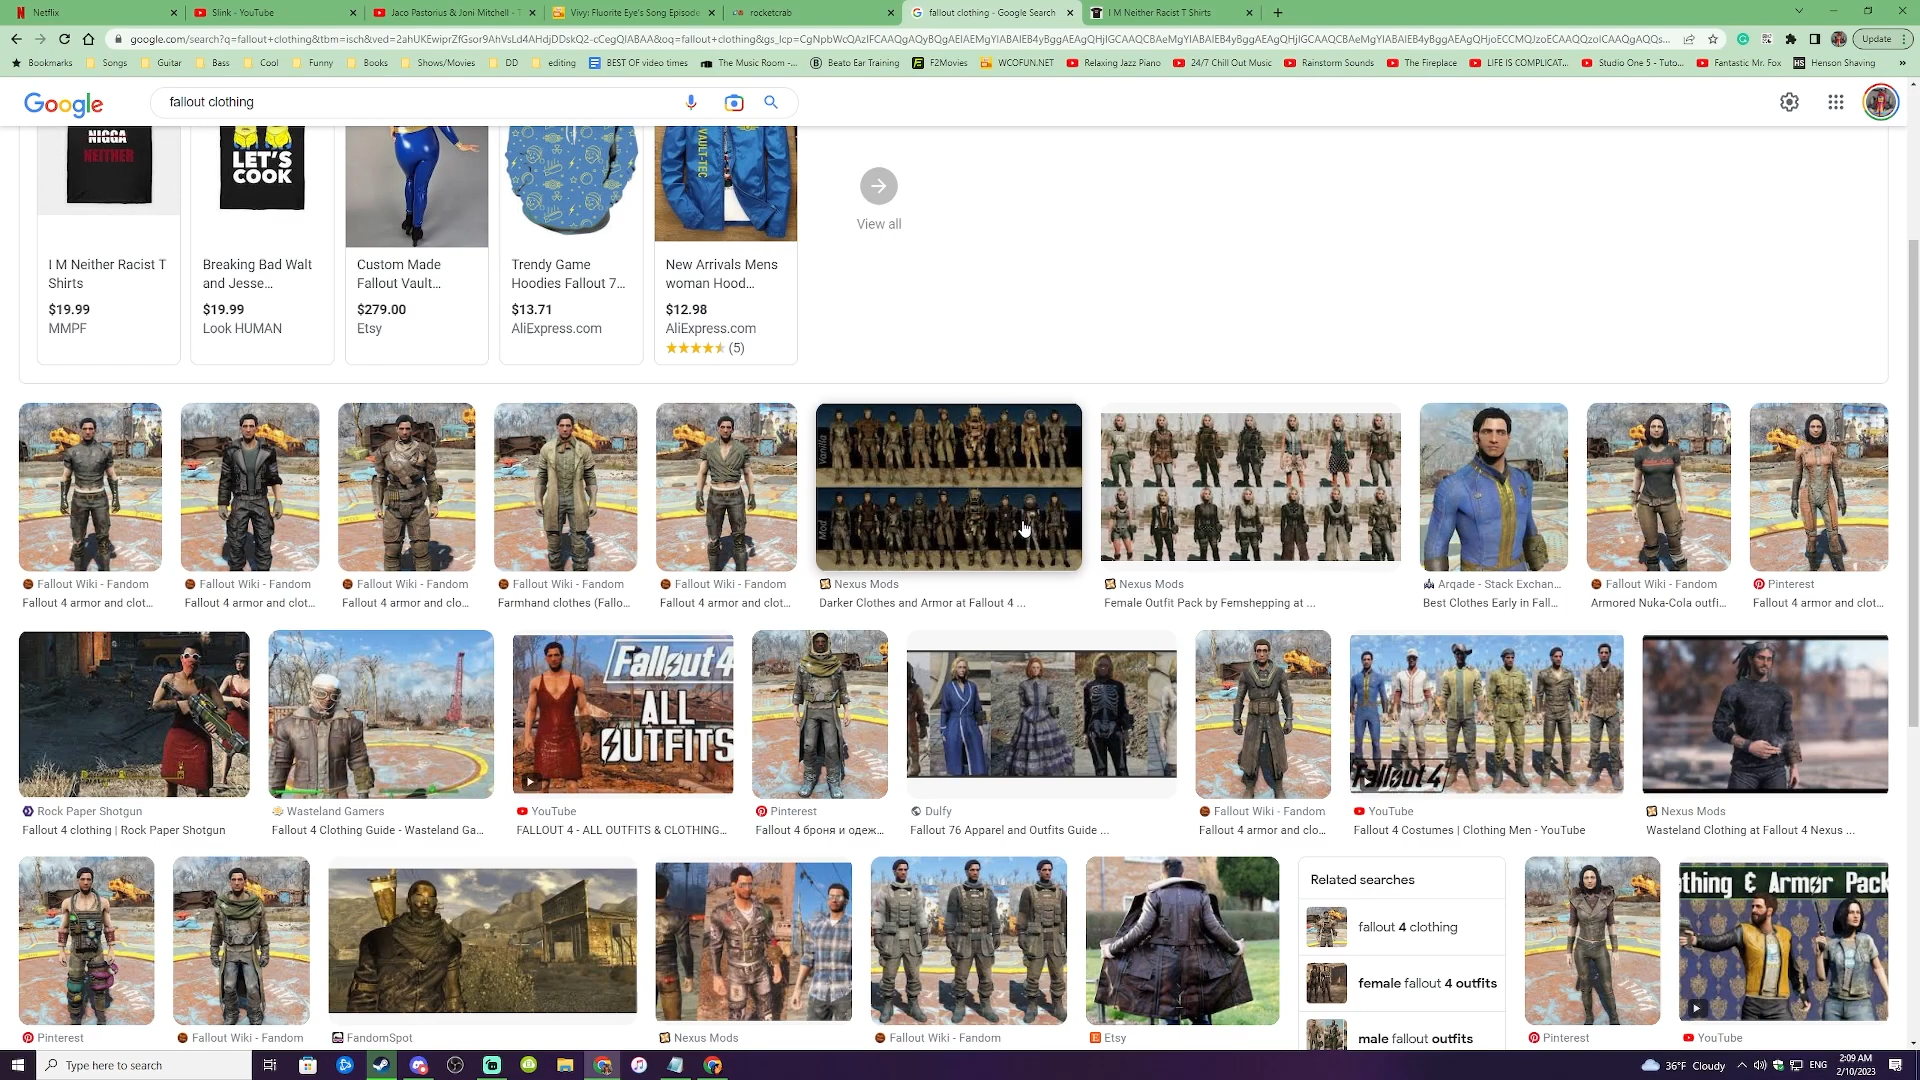 Netflix
Slink - YouTube
Jaco Pastorius & Joni Mitchell - T
Vivy: Fluorite Eye's Song Episode
rocketcrab
fallout clothing - Google Search
I M Neither Racist T Shirts
Update
Bookmarks
Songs
Guitar
Bass
Cool
Funny
Books
Shows/Movies
DD
editing
BEST OF video times
The Music Room -...
Beato Ear Training
F2Movies
WCOFUN.NET
Relaxing Jazz Piano
24/7 Chill Out Music
Rainstorm Sounds
The Fireplace
LIFE IS COMPLICAT...
Studio One 5 - Tuto...
Fantastic Mr. Fox
Henson Shaving
Google
fallout clothing
NIGGA
NEITHER
LET'S
COOK
VAULT-TEC
View all
I M Neither Racist T
Shirts
$19.99
MMPF
Breaking Bad Walt
and Jesse...
$19.99
Look HUMAN
Custom Made
Fallout Vault...
$279.00
Etsy
Trendy Game
Hoodies Fallout 7...
$13.71
AliExpress.com
New Arrivals Mens
woman Hood...
$12.98
AliExpress.com
(5)
Vanilla
Mod
Fallout Wiki - Fandom
Fallout 4 armor and clot...
Fallout Wiki - Fandom
Fallout 4 armor and clot...
Fallout Wiki - Fandom
Fallout 4 armor and clo...
Fallout Wiki - Fandom
Farmhand clothes (Fallo...
Fallout Wiki - Fandom
Fallout 4 armor and clot...
Nexus Mods
Darker Clothes and Armor at Fallout 4 ...
Nexus Mods
Female Outfit Pack by Femshepping at ...
Arqade - Stack Exchan...
Best Clothes Early in Fall...
Fallout Wiki - Fandom
Armored Nuka-Cola outfi...
Pinterest
Fallout 4 armor and clot...
Fallout 4
ALL
OUTFITS
Fallout 4
Rock Paper Shotgun
Fallout 4 clothing | Rock Paper Shotgun
Wasteland Gamers
Fallout 4 Clothing Guide - Wasteland Ga...
YouTube
FALLOUT 4 - ALL OUTFITS & CLOTHING...
Pinterest
Fallout 4 броня и одеж...
Dulfy
Fallout 76 Apparel and Outfits Guide ...
Fallout Wiki - Fandom
Fallout 4 armor and clo...
YouTube
Fallout 4 Costumes | Clothing Men - YouTube
Nexus Mods
Wasteland Clothing at Fallout 4 Nexus ...
Related searches
fallout 4 clothing
female fallout 4 outfits
male fallout outfits
thing & Armor Pack
Pinterest
Fallout Wiki - Fandom
FandomSpot
Nexus Mods
Fallout Wiki - Fandom
Etsy
Pinterest
YouTube
Type here to search
36°F Cloudy
ENG
2:09 AM
2/10/2023